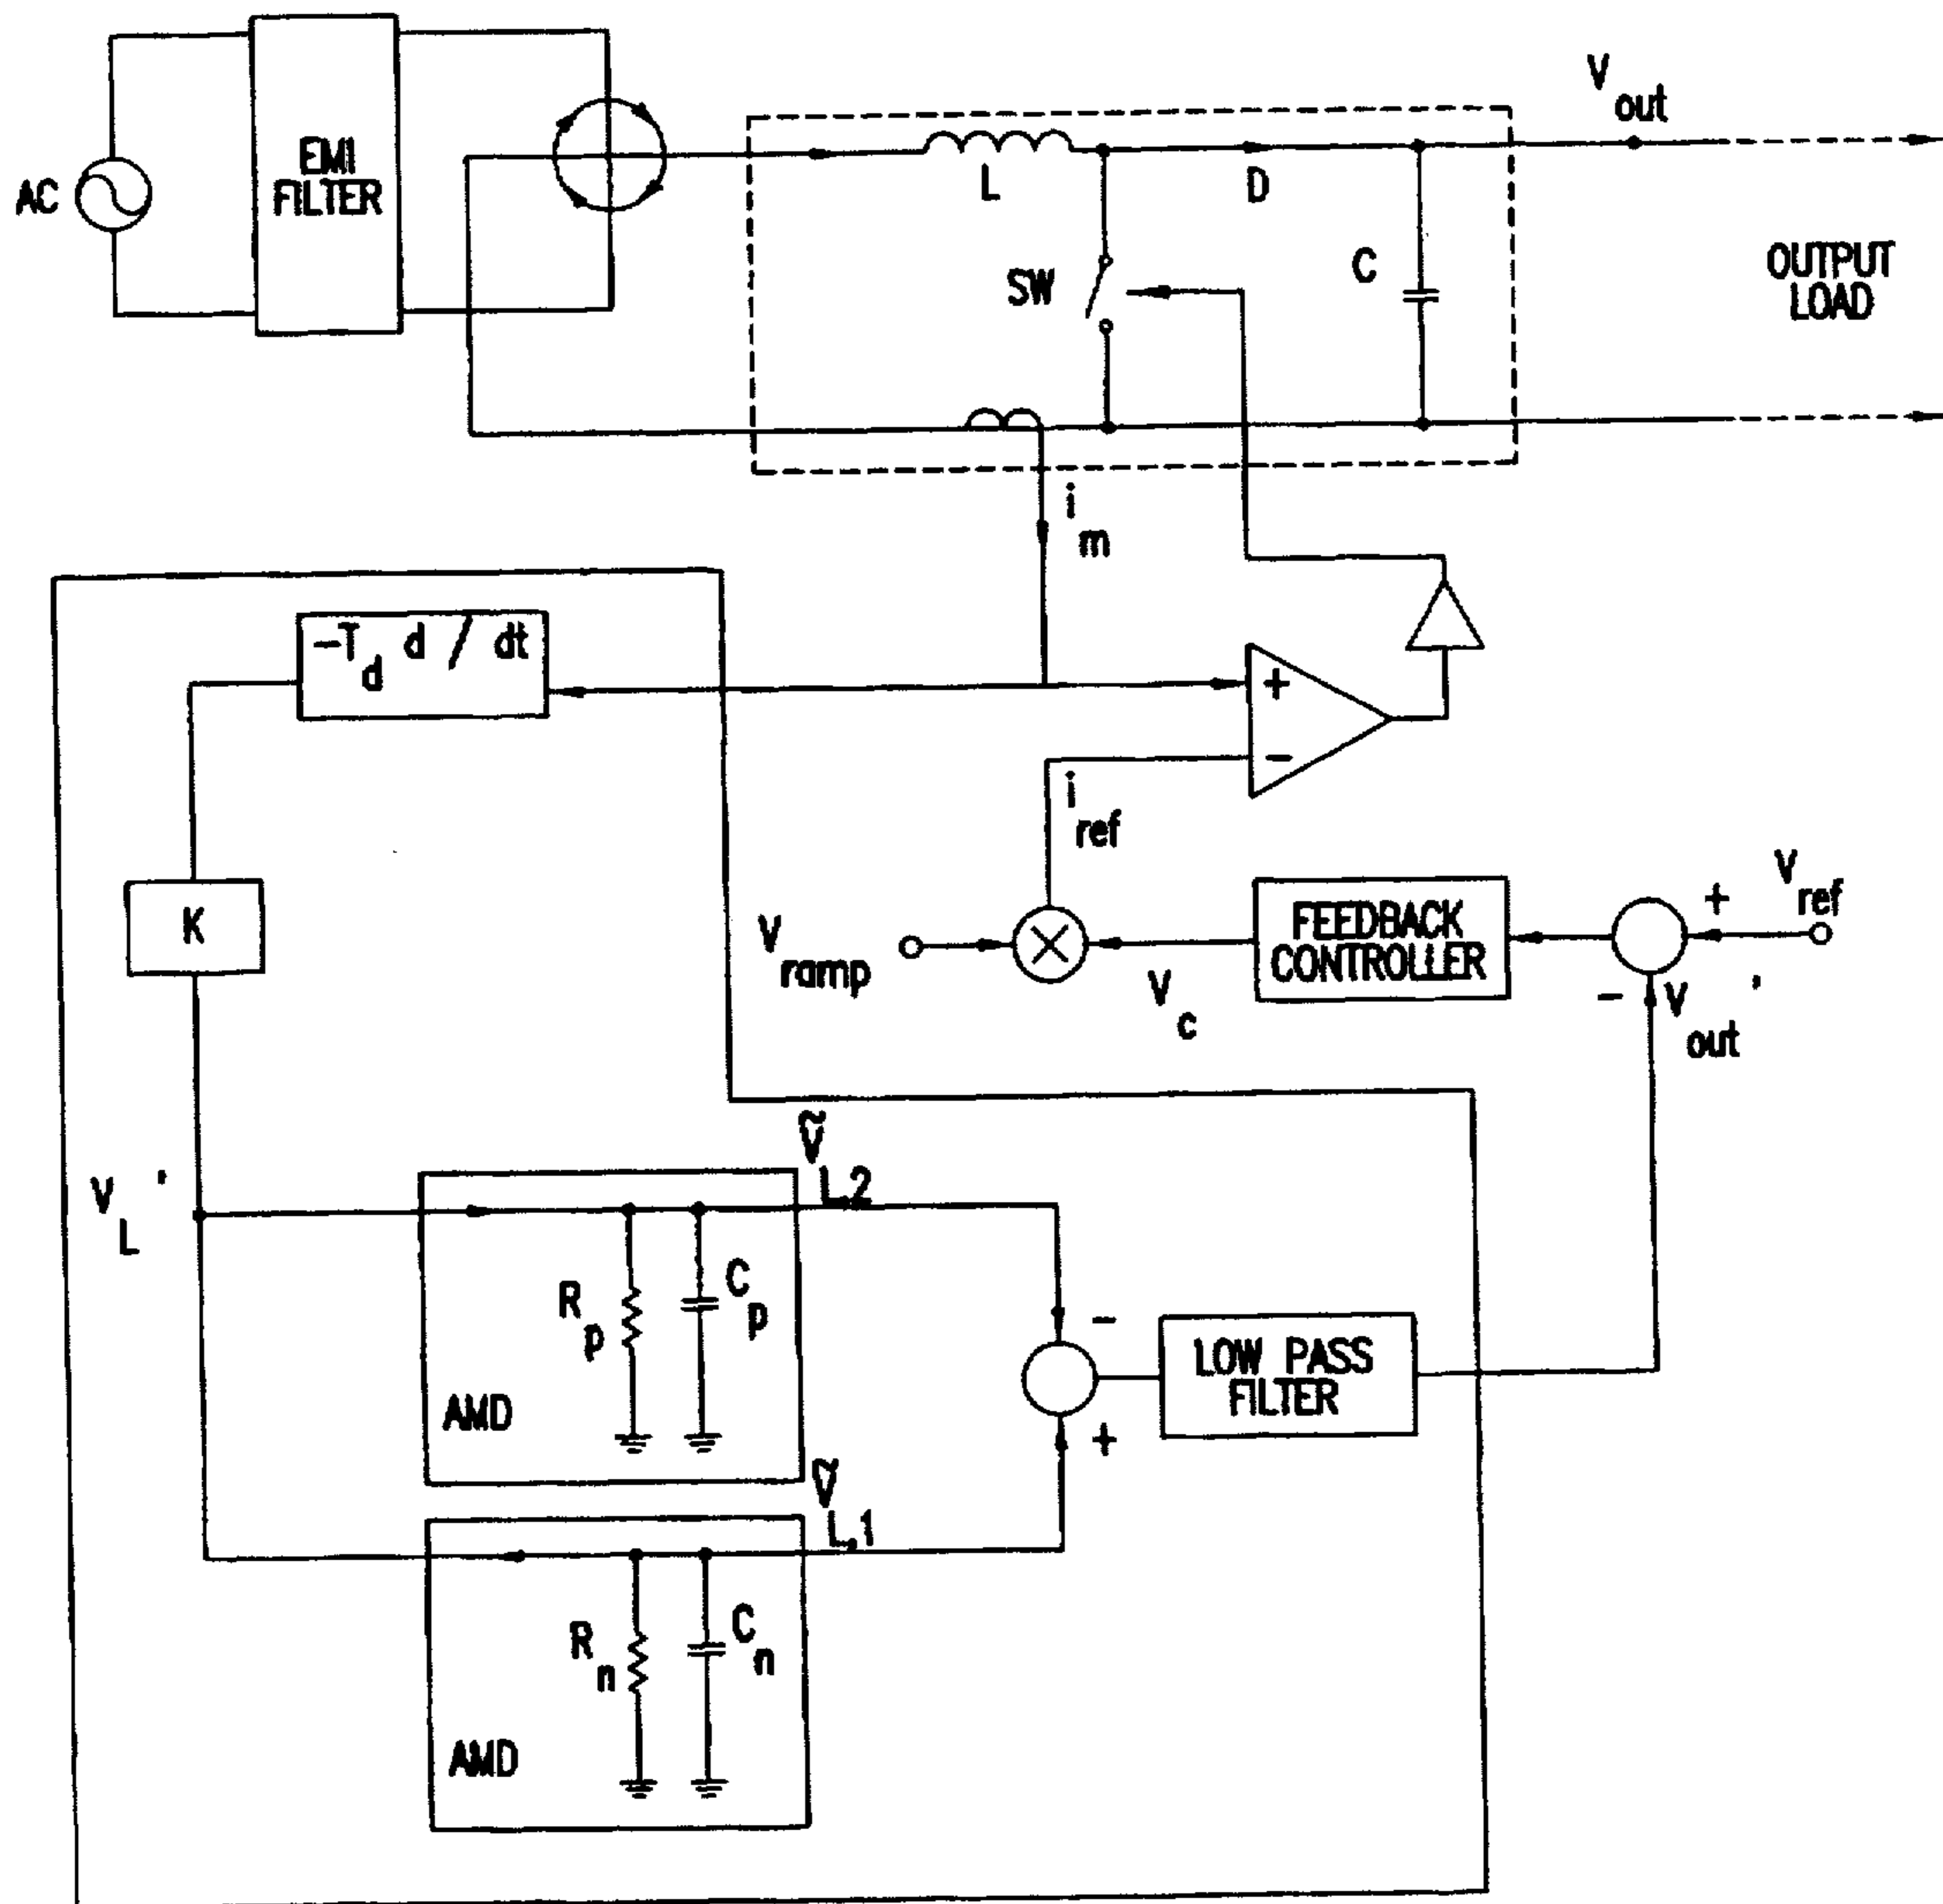 AC
EMI
FILTER
L
D
SW
C
V out
OUTPUT
LOAD
i m
-T d d / dt
+
-
i ref
K
V ramp
V c
FEEDBACK
CONTROLLER
+
V ref
-
V out '
V L '
Ṽ L,2
R p
C p
AMD
-
+
LOW PASS
FILTER
Ṽ L,1
R n
C n
AMD